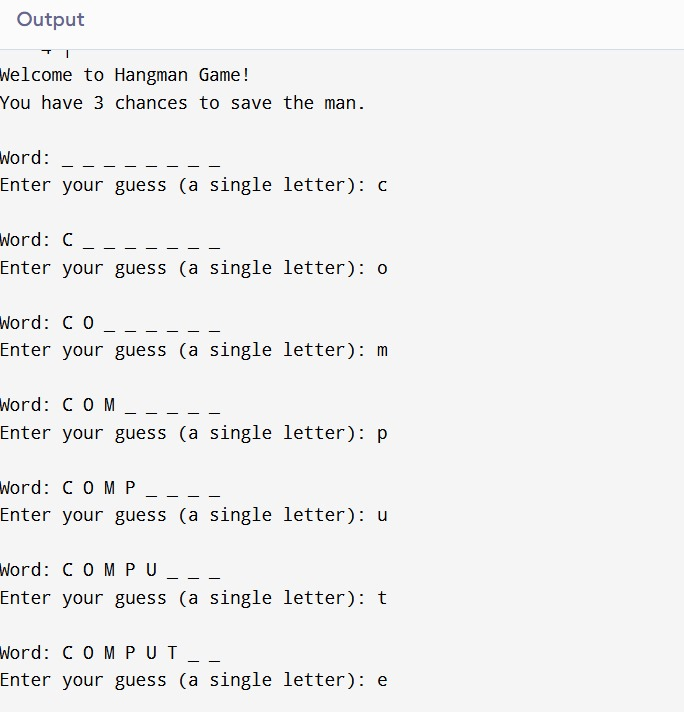 Output
Welcome to Hangman Game!
You have 3 chances to save the man.
Word: _ _ _ _ _ _ _ _
Enter your guess (a single letter): c
Word: C _ _ _ _ _ _ _
Enter your guess (a single letter): o
Word: C O _ _ _ _ _ _
Enter your guess (a single letter): m
Word: C O M _ _ _ _ _
Enter your guess (a single letter): p
Word: C O M P _ _ _ _
Enter your guess (a single letter): u
Word: C O M P U _ _ _
Enter your guess (a single letter): t
Word: C O M P U T _ _
Enter your guess (a single letter): e